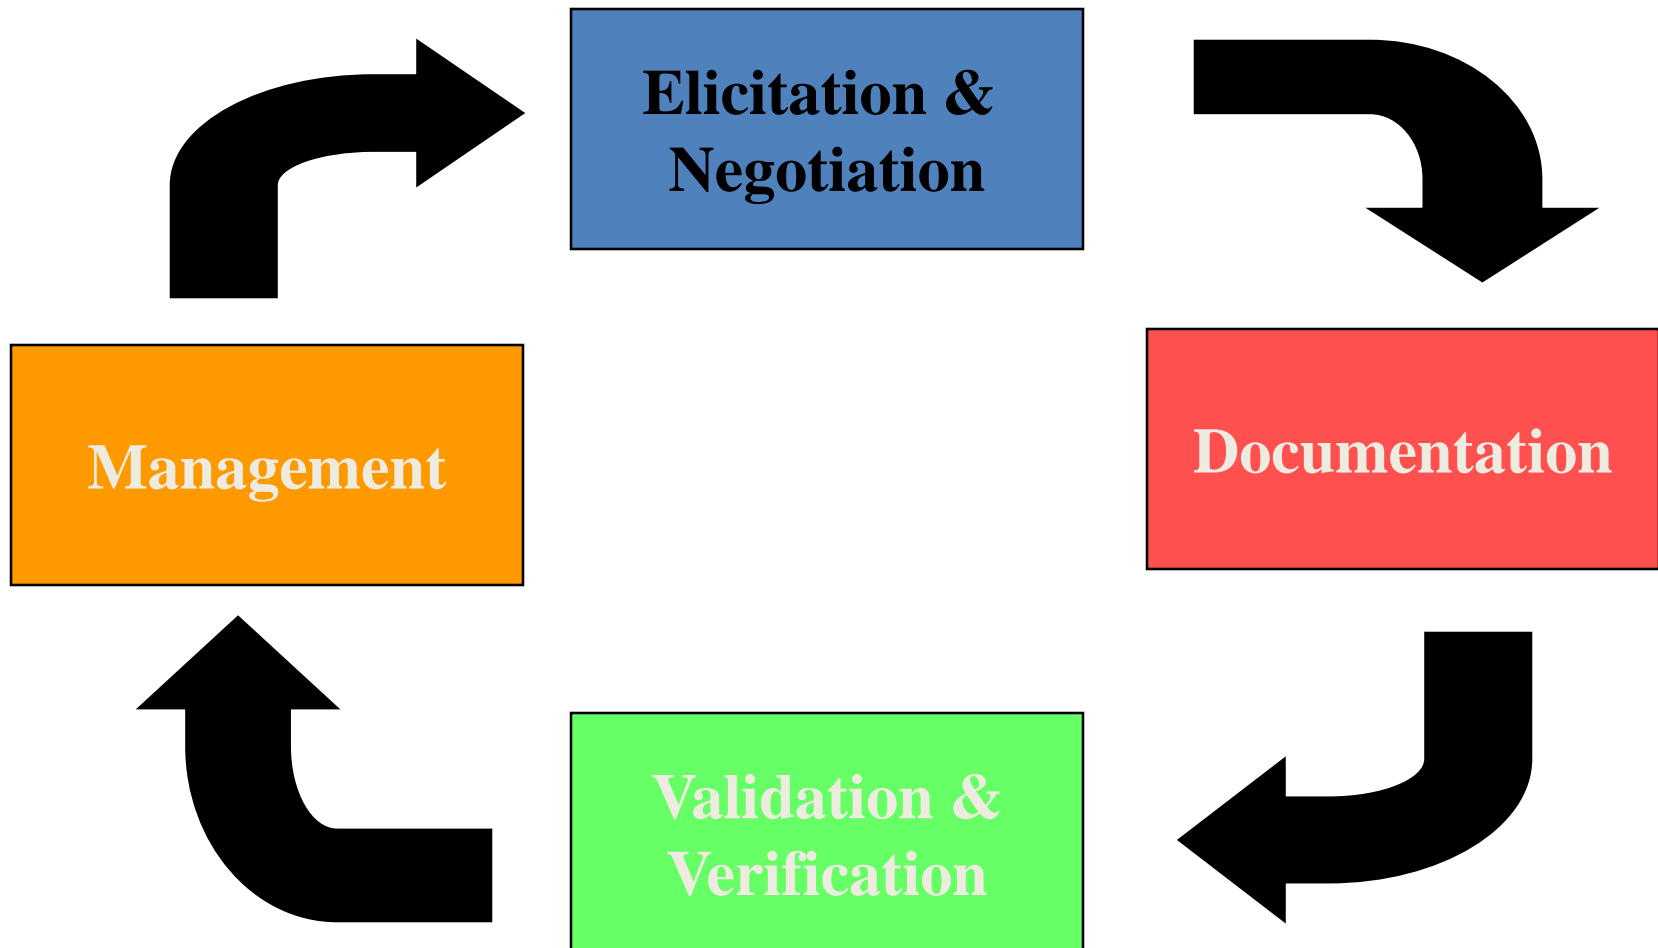 Elicitation &
Negotiation
Management
Documentation
Validation &
Verification